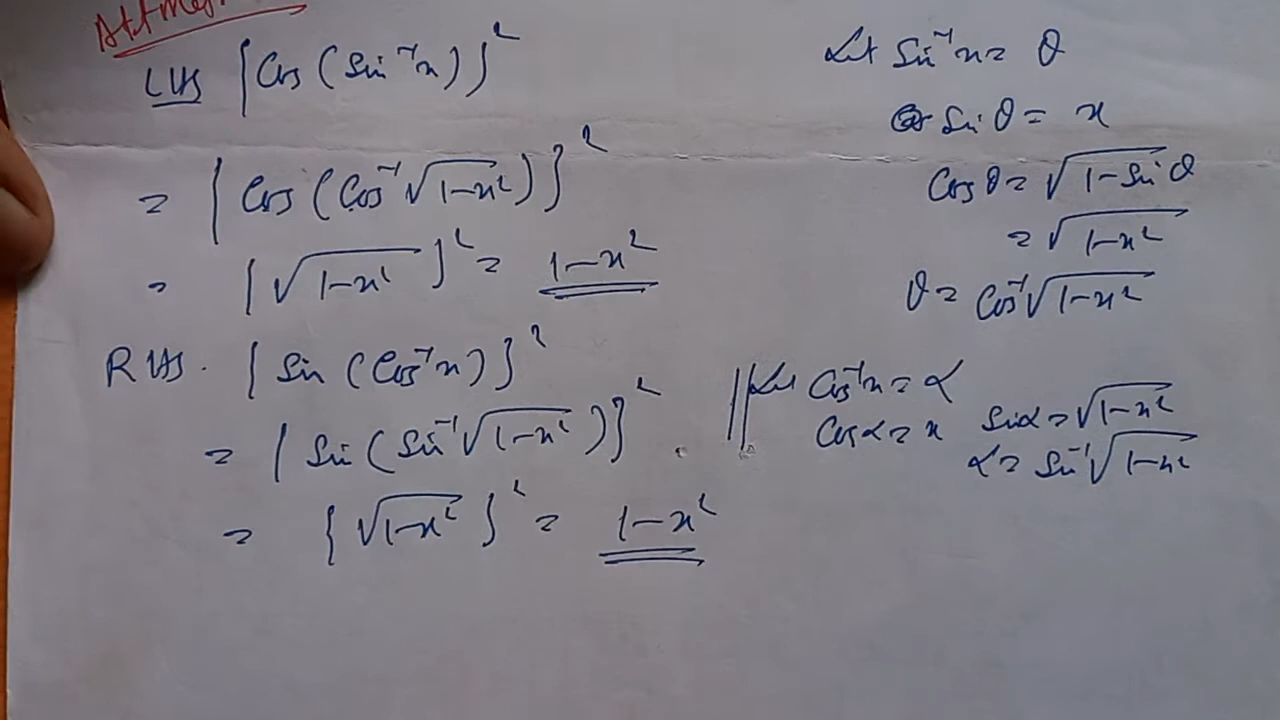 LHS {Cos (Sin⁻¹x)}²
= {Cos (Cos⁻¹√(1-x²))}²
= {√(1-x²)}² = 1-x²
Let Sin⁻¹x = θ
Sin θ = x
Cos θ = √(1-Sin²θ)
= √(1-x²)
θ = Cos⁻¹√(1-x²)
RHS. {Sin (Cos⁻¹x)}²
= {Sin (Sin⁻¹√(1-x²))}².
= {√(1-x²)}² = 1-x²
Let Cos⁻¹x = α
Cos α = x Sin α = √(1-x²)
α = Sin⁻¹√(1-x²)